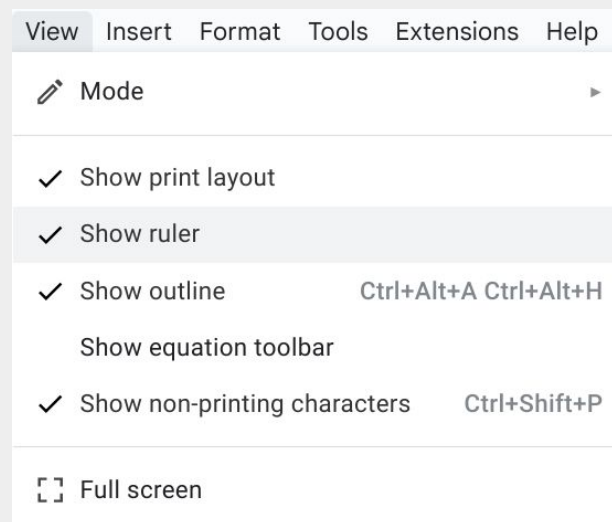 View Insert Format Tools Extensions Help
Mode
Show print layout
Show ruler
Show outline Ctrl+Alt+A Ctrl+Alt+H
Show equation toolbar
Show non-printing characters Ctrl+Shift+P
Full screen